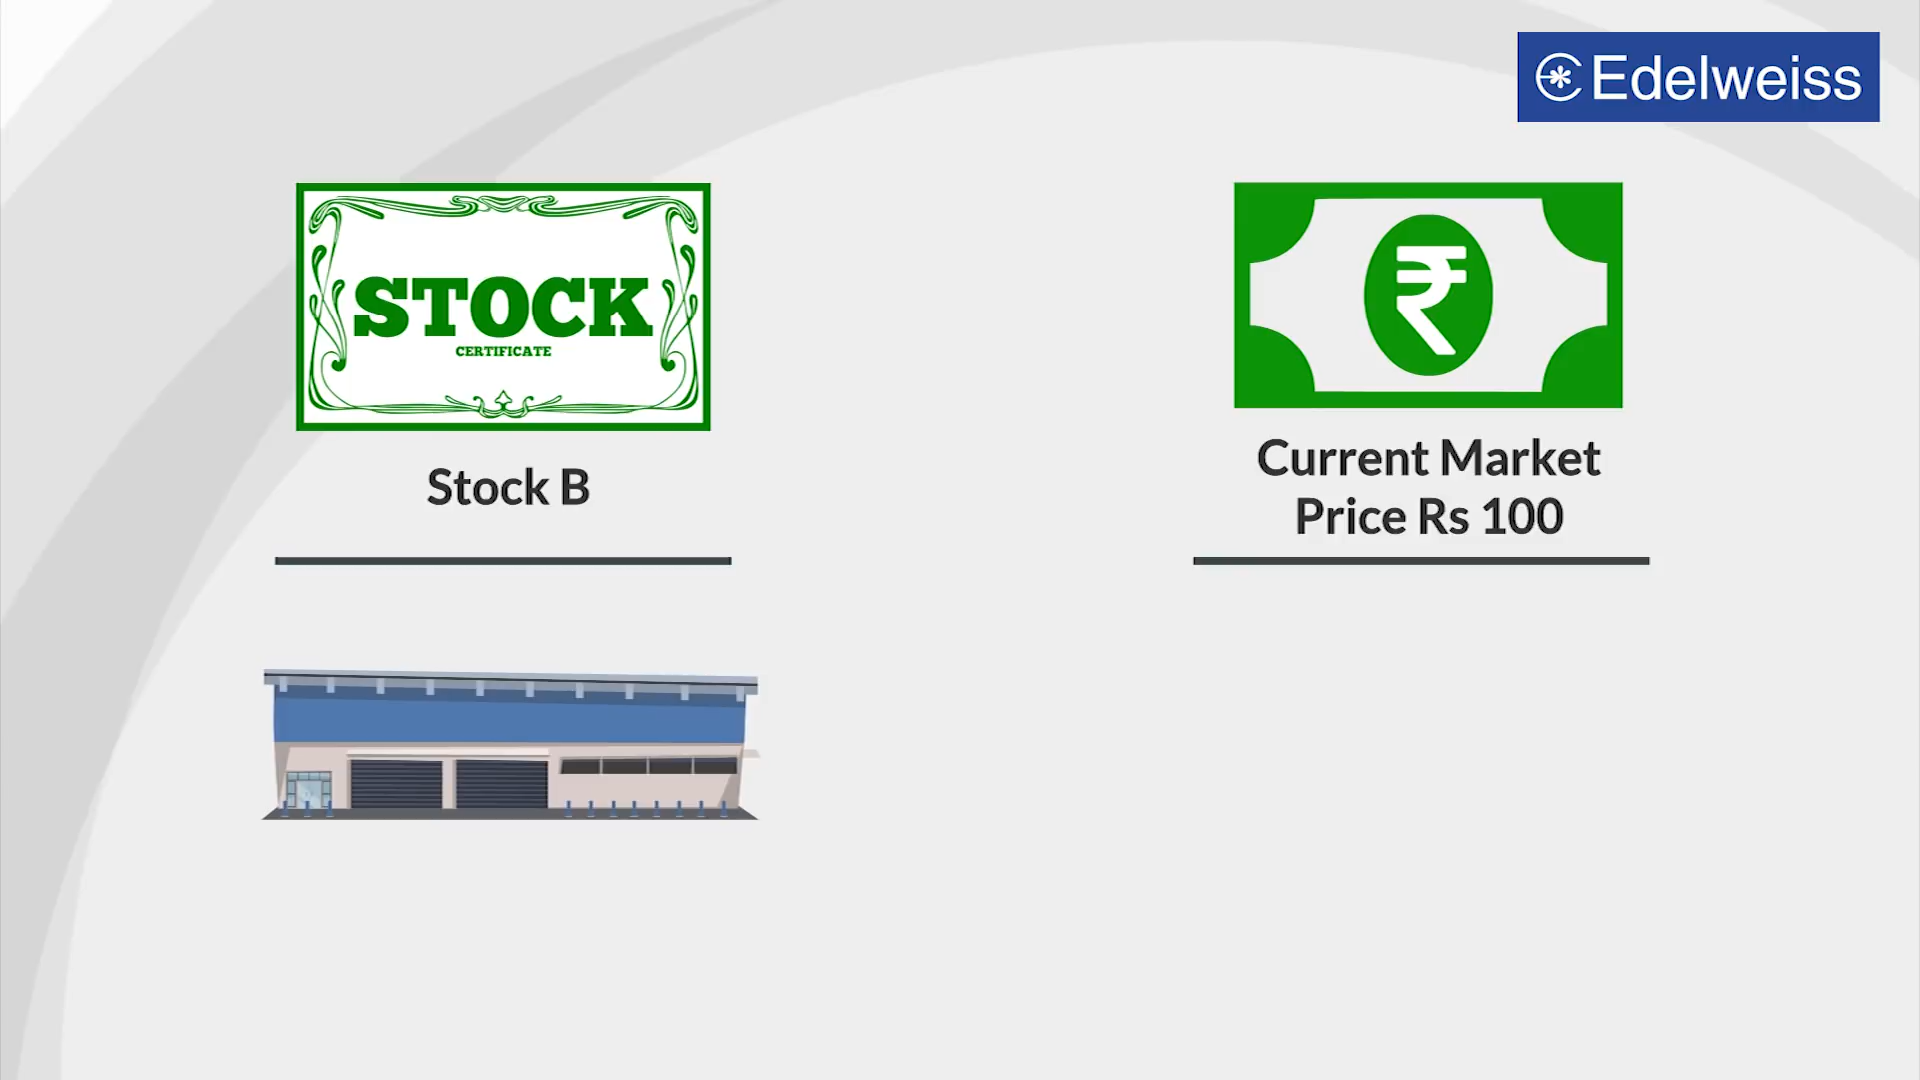 Edelweiss
STOCK
CERTIFICATE
Stock B
Current Market
Price Rs 100